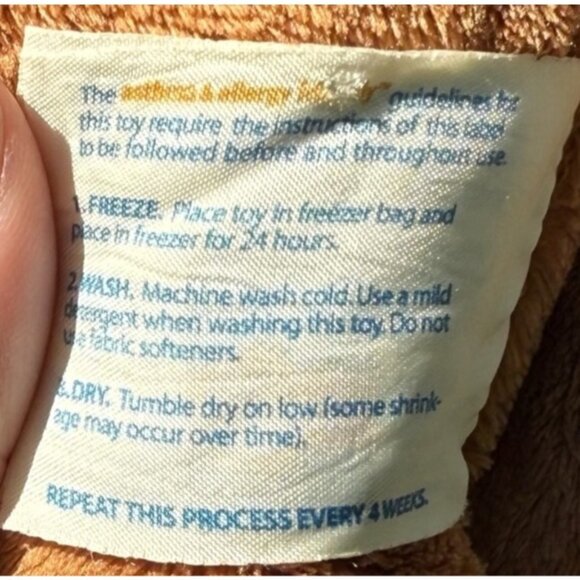 The asthma & allergy guidelines for
this toy require the instructions of this label
to be followed before and throughout use.
1. FREEZE. Place toy in freezer bag and
place in freezer for 24 hours.
2. WASH. Machine wash cold. Use a mild
detergent when washing this toy. Do not
use fabric softeners.
3. DRY. Tumble dry on low (some shrink-
age may occur over time).
REPEAT THIS PROCESS EVERY 4 WEEKS.